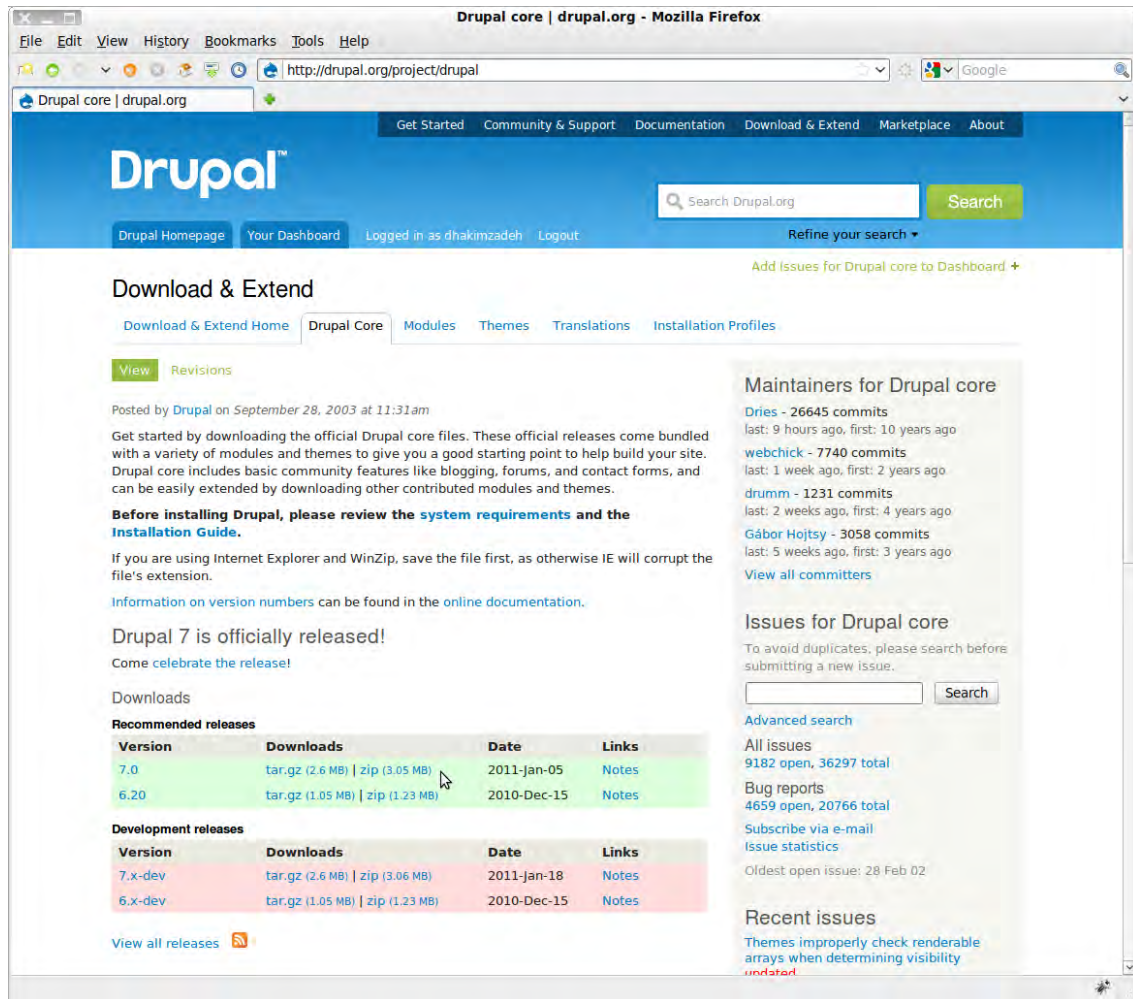 Drupal core | drupal.org - Mozilla Firefox
File Edit View History Bookmarks Tools Help
http://drupal.org/project/drupal
Google
Drupal core | drupal.org
Get Started Community & Support Documentation Download & Extend Marketplace About
Drupal™
Search Drupal.org
Search
Drupal Homepage Your Dashboard Logged in as dhakimzadeh Logout
Refine your search
Add Issues for Drupal core to Dashboard +
Download & Extend
Download & Extend Home Drupal Core Modules Themes Translations Installation Profiles
View Revisions
Posted by Drupal on September 28, 2003 at 11:31am
Get started by downloading the official Drupal core files. These official releases come bundled
with a variety of modules and themes to give you a good starting point to help build your site.
Drupal core includes basic community features like blogging, forums, and contact forms, and
can be easily extended by downloading other contributed modules and themes.
Before installing Drupal, please review the system requirements and the
Installation Guide.
If you are using Internet Explorer and WinZip, save the file first, as otherwise IE will corrupt the
file's extension.
Information on version numbers can be found in the online documentation.
Drupal 7 is officially released!
Come celebrate the release!
Downloads
Recommended releases
Version Downloads Date Links
7.0 tar.gz (2.6 MB) | zip (3.05 MB) 2011-Jan-05 Notes
6.20 tar.gz (1.05 MB) | zip (1.23 MB) 2010-Dec-15 Notes
Development releases
Version Downloads Date Links
7.x-dev tar.gz (2.6 MB) | zip (3.06 MB) 2011-Jan-18 Notes
6.x-dev tar.gz (1.05 MB) | zip (1.23 MB) 2010-Dec-15 Notes
View all releases
Maintainers for Drupal core
Dries - 26645 commits
last: 9 hours ago, first: 10 years ago
webchick - 7740 commits
last: 1 week ago, first: 2 years ago
drumm - 1231 commits
last: 2 weeks ago, first: 4 years ago
Gábor Hojtsy - 3058 commits
last: 5 weeks ago, first: 3 years ago
View all committers
Issues for Drupal core
To avoid duplicates, please search before
submitting a new issue.
Search
Advanced search
All issues
9182 open, 36297 total
Bug reports
4659 open, 20766 total
Subscribe via e-mail
Issue statistics
Oldest open issue: 28 Feb 02
Recent issues
Themes improperly check renderable
arrays when determining visibility
updated